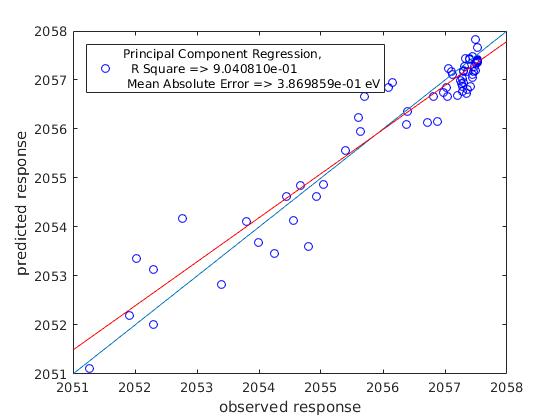 2058
2057
2056
2055
2054
2053
2052
2051
predicted response
Principal Component Regression,
R Square => 9.040810e-01
Mean Absolute Error => 3.869859e-01 eV
2051 2052 2053 2054 2055 2056 2057 2058
observed response